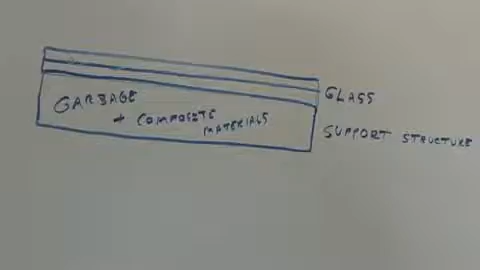 GARBAGE
+ COMPOSITE
MATERIALS
GLASS
SUPPORT STRUCTURE